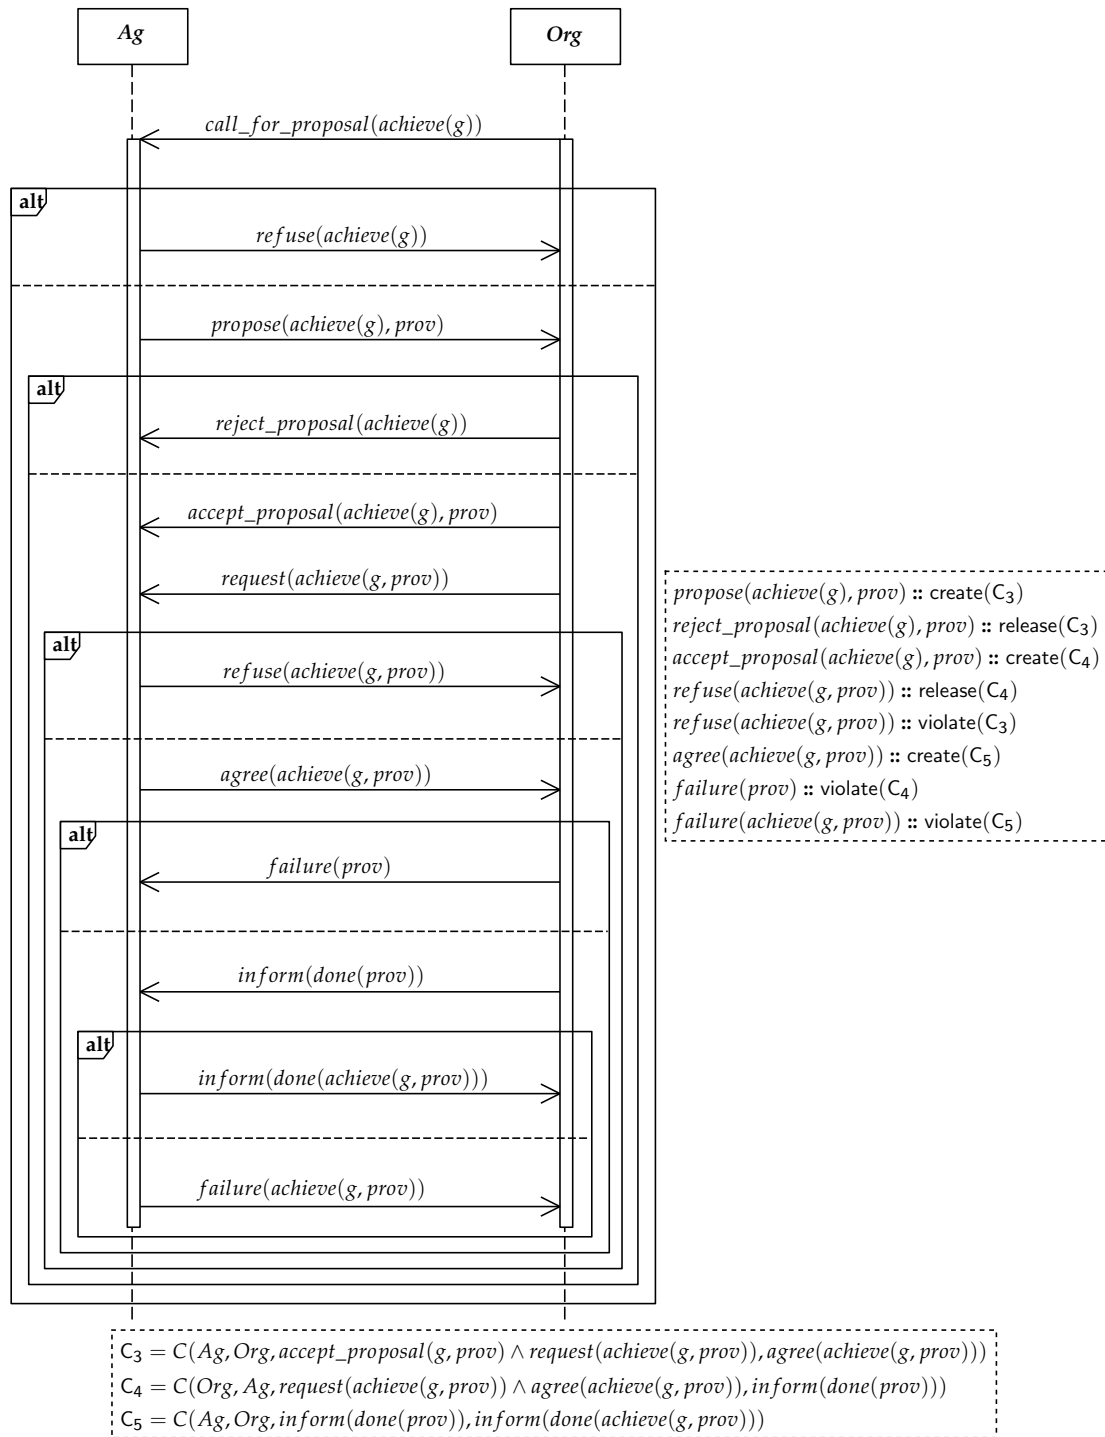 Ag
Org
call_for_proposal(achieve(g))
alt
refuse(achieve(g))
propose(achieve(g), prov)
alt
reject_proposal(achieve(g))
accept_proposal(achieve(g), prov)
request(achieve(g, prov))
alt
refuse(achieve(g, prov))
agree(achieve(g, prov))
alt
failure(prov)
inform(done(prov))
alt
inform(done(achieve(g, prov)))
failure(achieve(g, prov))
propose(achieve(g), prov) :: create(C₃)
reject_proposal(achieve(g), prov) :: release(C₃)
accept_proposal(achieve(g), prov) :: create(C₄)
refuse(achieve(g, prov)) :: release(C₄)
refuse(achieve(g, prov)) :: violate(C₃)
agree(achieve(g, prov)) :: create(C₅)
failure(prov) :: violate(C₄)
failure(achieve(g, prov)) :: violate(C₅)
C₃ = C(Ag, Org, accept_proposal(g, prov) ∧ request(achieve(g, prov)), agree(achieve(g, prov)))
C₄ = C(Org, Ag, request(achieve(g, prov)) ∧ agree(achieve(g, prov)), inform(done(prov)))
C₅ = C(Ag, Org, inform(done(prov)), inform(done(achieve(g, prov)))